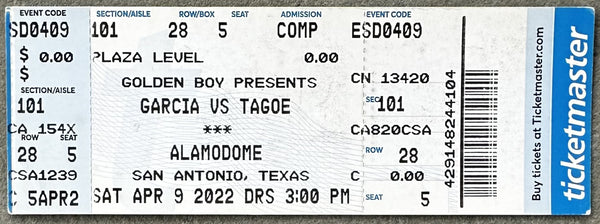 EVENT CODE SECTION/AISLE ROW/BOX SEAT ADMISSION EVENT CODE
SD0409 101 28 5 COMP ESD0409
$ 0.00 PLAZA LEVEL 0.00
$
GOLDEN BOY PRESENTS CN 13420
SECTION/AISLE
101 GARCIA VS TAGOE SEC 101
CA 154X *** CA820CSA
ROW SEAT
28 5 ALAMODOME ROW 28
CSA1239 SAN ANTONIO, TEXAS C 0.00
C 5APR2 SAT APR 9 2022 DRS 3:00 PM SEAT 5
429148244104
Buy tickets at Ticketmaster.com
ticketmaster